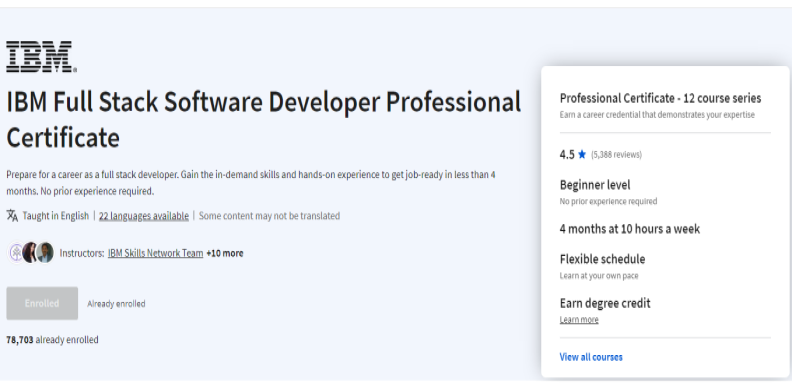 IBM
IBM Full Stack Software Developer Professional
Certificate
Prepare for a career as a full stack developer. Gain the in-demand skills and hands-on experience to get job-ready in less than 4
months. No prior experience required.
Taught in English | 22 languages available | Some content may not be translated
Instructors: IBM Skills Network Team +10 more
Enrolled Already enrolled
78,703 already enrolled
Professional Certificate - 12 course series
Earn a career credential that demonstrates your expertise
4.5 ★ (5,388 reviews)
Beginner level
No prior experience required
4 months at 10 hours a week
Flexible schedule
Learn at your own pace
Earn degree credit
Learn more
View all courses